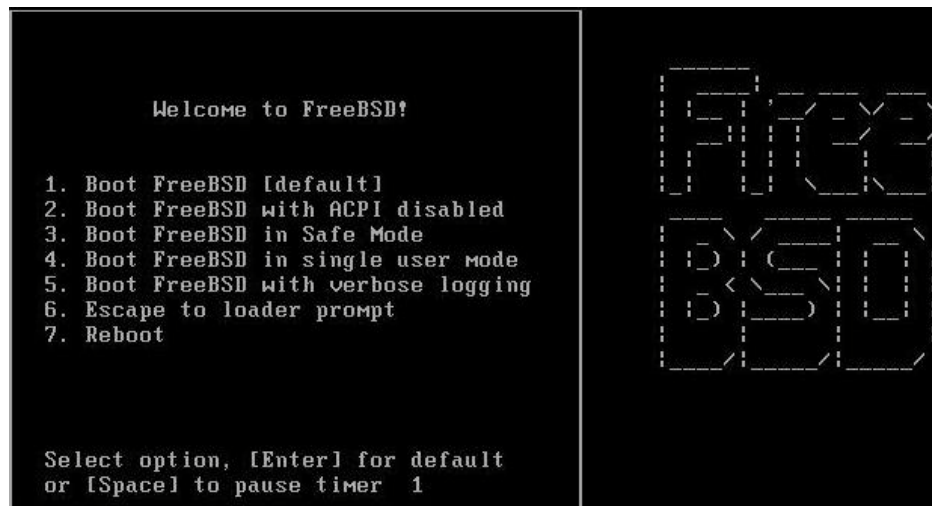 Welcome to FreeBSD!
1. Boot FreeBSD [default]
2. Boot FreeBSD with ACPI disabled
3. Boot FreeBSD in Safe Mode
4. Boot FreeBSD in single user mode
5. Boot FreeBSD with verbose logging
6. Escape to loader prompt
7. Reboot
Select option, [Enter] for default
or [Space] to pause timer 1
Free
BSD